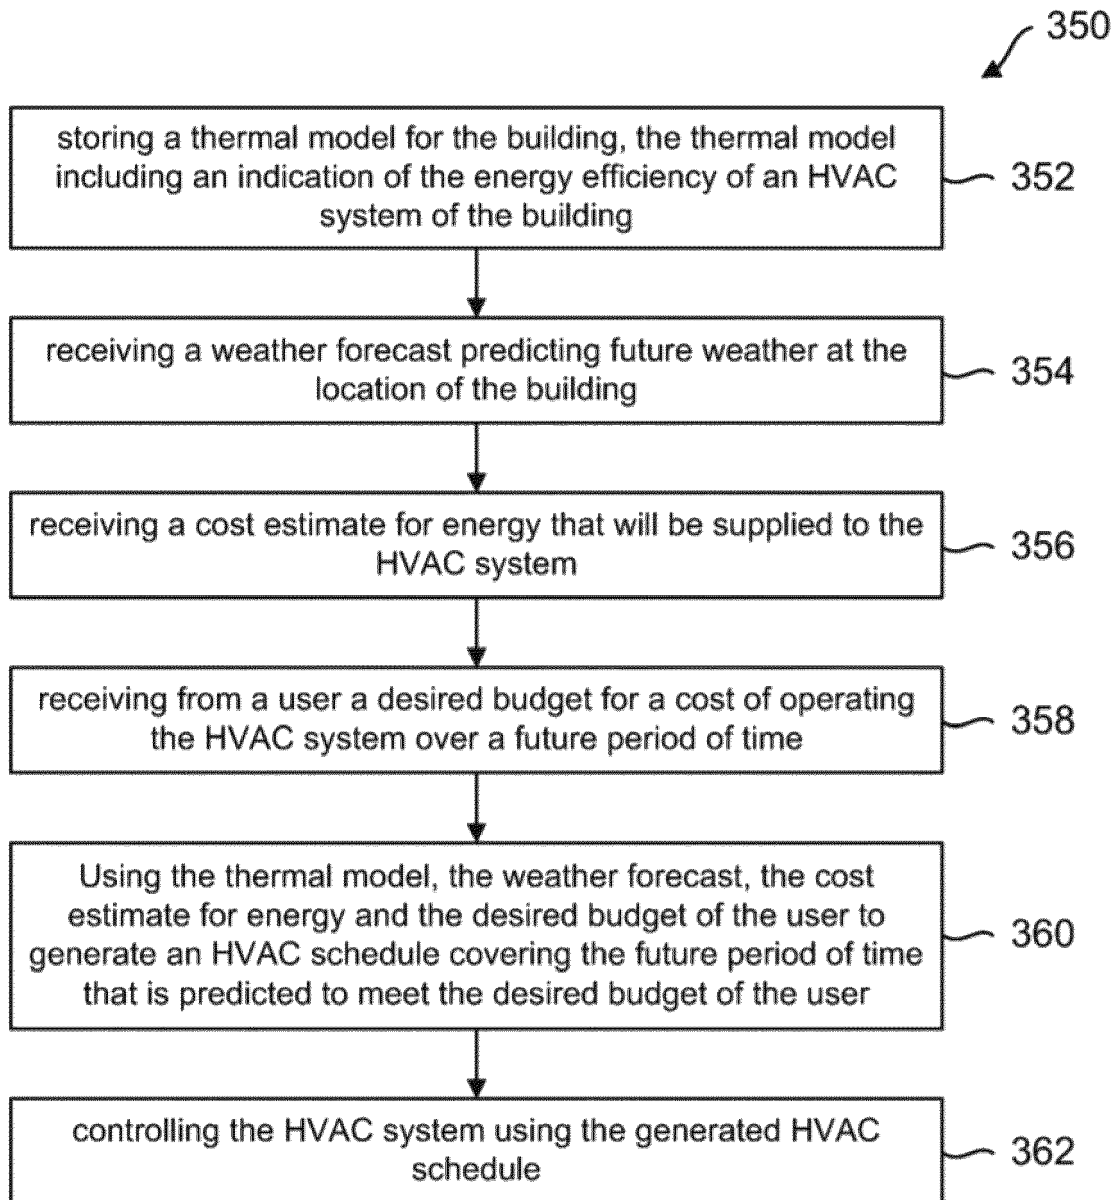 350
storing a thermal model for the building, the thermal model
including an indication of the energy efficiency of an HVAC
system of the building
352
receiving a weather forecast predicting future weather at the
location of the building
354
receiving a cost estimate for energy that will be supplied to the
HVAC system
356
receiving from a user a desired budget for a cost of operating
the HVAC system over a future period of time
358
Using the thermal model, the weather forecast, the cost
estimate for energy and the desired budget of the user to
generate an HVAC schedule covering the future period of time
that is predicted to meet the desired budget of the user
360
controlling the HVAC system using the generated HVAC
schedule
362